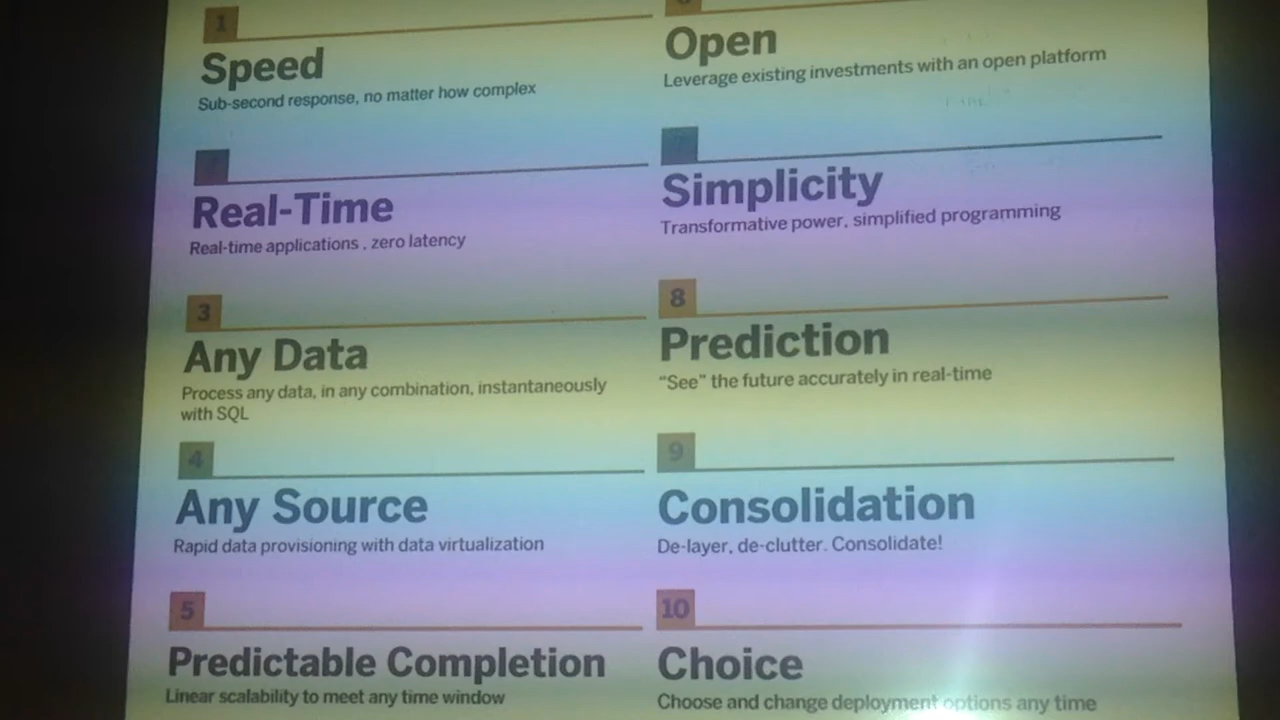 1
Speed
Sub-second response, no matter how complex
Real-Time
Real-time applications , zero latency
3
Any Data
Process any data, in any combination, instantaneously
with SQL
4
Any Source
Rapid data provisioning with data virtualization
5
Predictable Completion
Linear scalability to meet any time window
Open
Leverage existing investments with an open platform
Simplicity
Transformative power, simplified programming
8
Prediction
“See” the future accurately in real-time
9
Consolidation
De-layer, de-clutter. Consolidate!
10
Choice
Choose and change deployment options any time